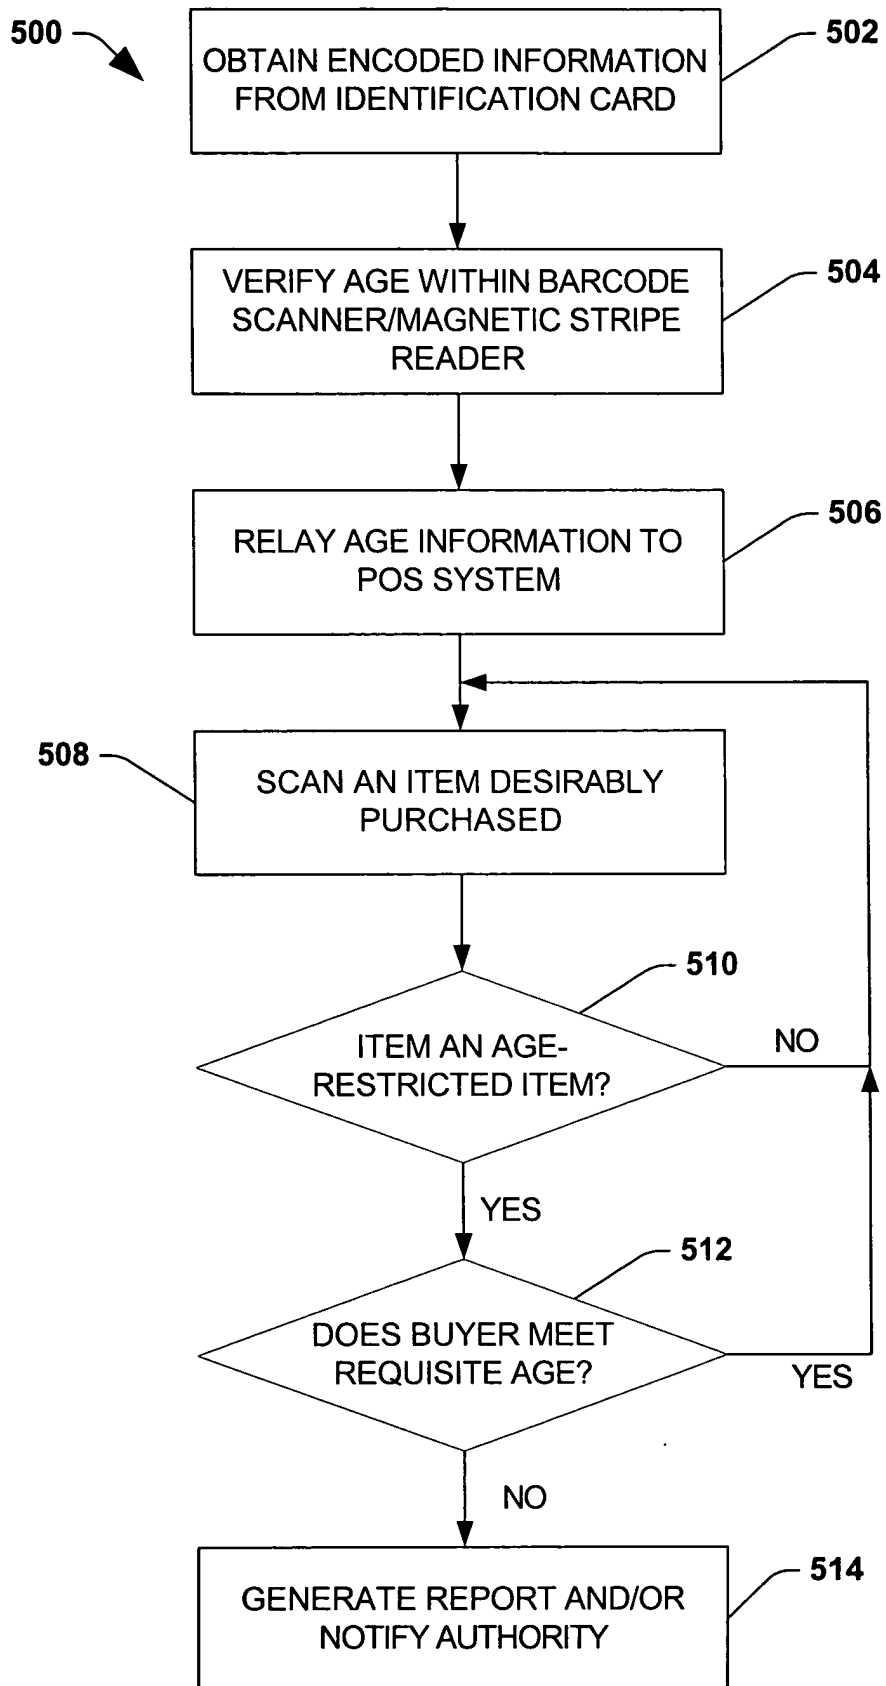 500
502
OBTAIN ENCODED INFORMATION
FROM IDENTIFICATION CARD
504
VERIFY AGE WITHIN BARCODE
SCANNER/MAGNETIC STRIPE
READER
506
RELAY AGE INFORMATION TO
POS SYSTEM
508
SCAN AN ITEM DESIRABLY
PURCHASED
510
ITEM AN AGE-
RESTRICTED ITEM?
NO
YES
512
DOES BUYER MEET
REQUISITE AGE?
YES
NO
514
GENERATE REPORT AND/OR
NOTIFY AUTHORITY